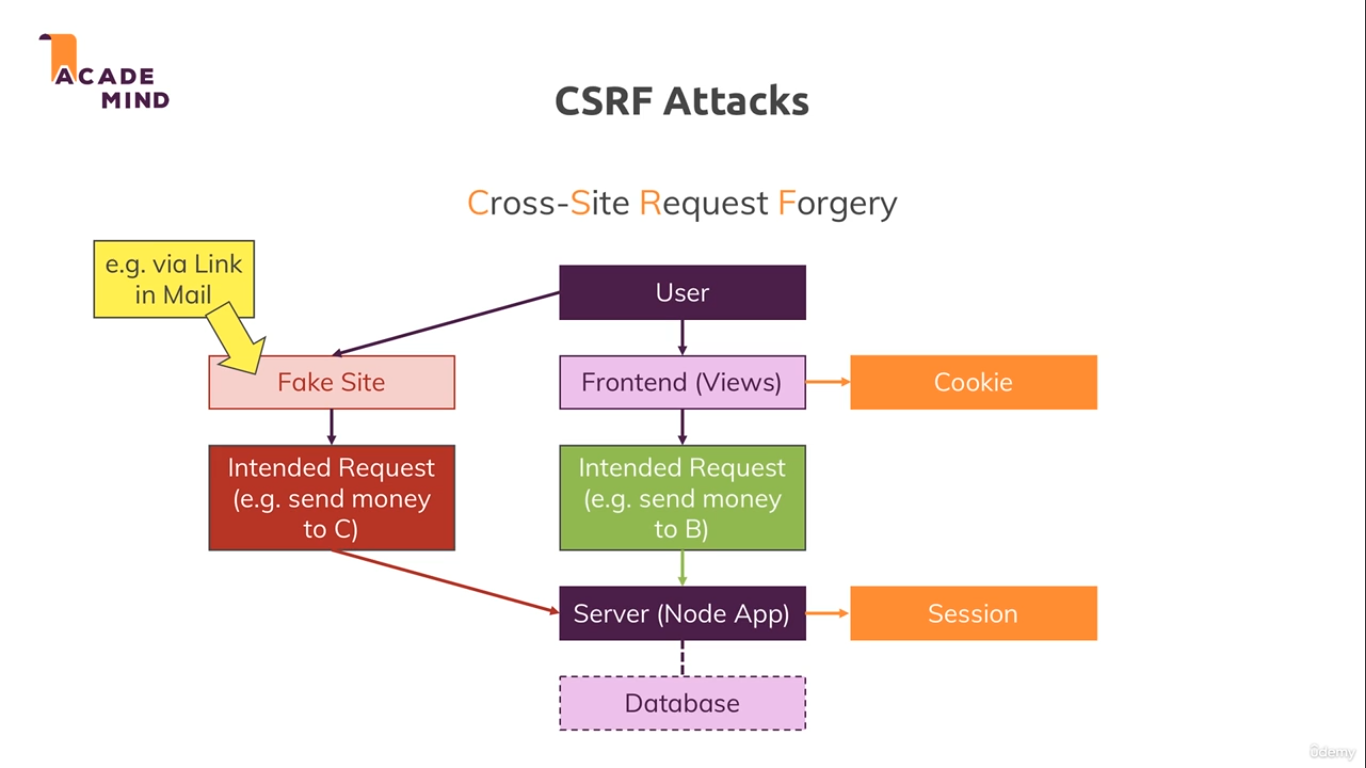 ACADE
MIND
CSRF Attacks
Cross-Site Request Forgery
e.g. via Link
in Mail
User
Fake Site
Frontend (Views)
Cookie
Intended Request
(e.g. send money
to C)
Intended Request
(e.g. send money
to B)
Server (Node App)
Session
Database
ûdemy